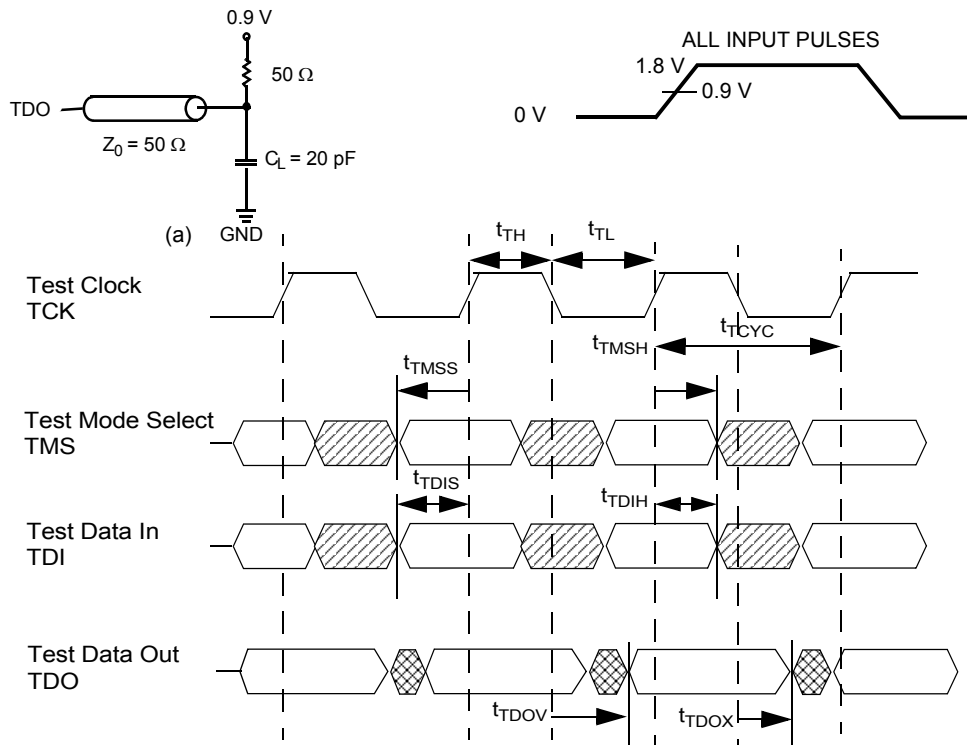 0.9 V
ALL INPUT PULSES
50 Ω
1.8 V
0.9 V
TDO
0 V
Z0 = 50 Ω
CL = 20 pF
(a)
GND
tTH
tTL
Test Clock
TCK
tTCYC
tTMSH
tTMSS
Test Mode Select
TMS
tTDIS
tTDIH
Test Data In
TDI
Test Data Out
TDO
tTDOV
tTDOX